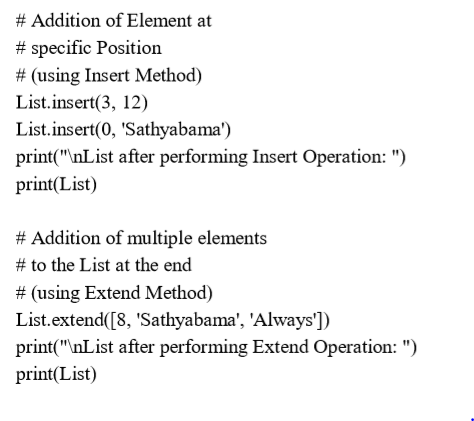 # Addition of Element at
# specific Position
# (using Insert Method)
List.insert(3, 12)
List.insert(0, 'Sathyabama')
print("\nList after performing Insert Operation: ")
print(List)
# Addition of multiple elements
# to the List at the end
# (using Extend Method)
List.extend([8, 'Sathyabama', 'Always'])
print("\nList after performing Extend Operation: ")
print(List)